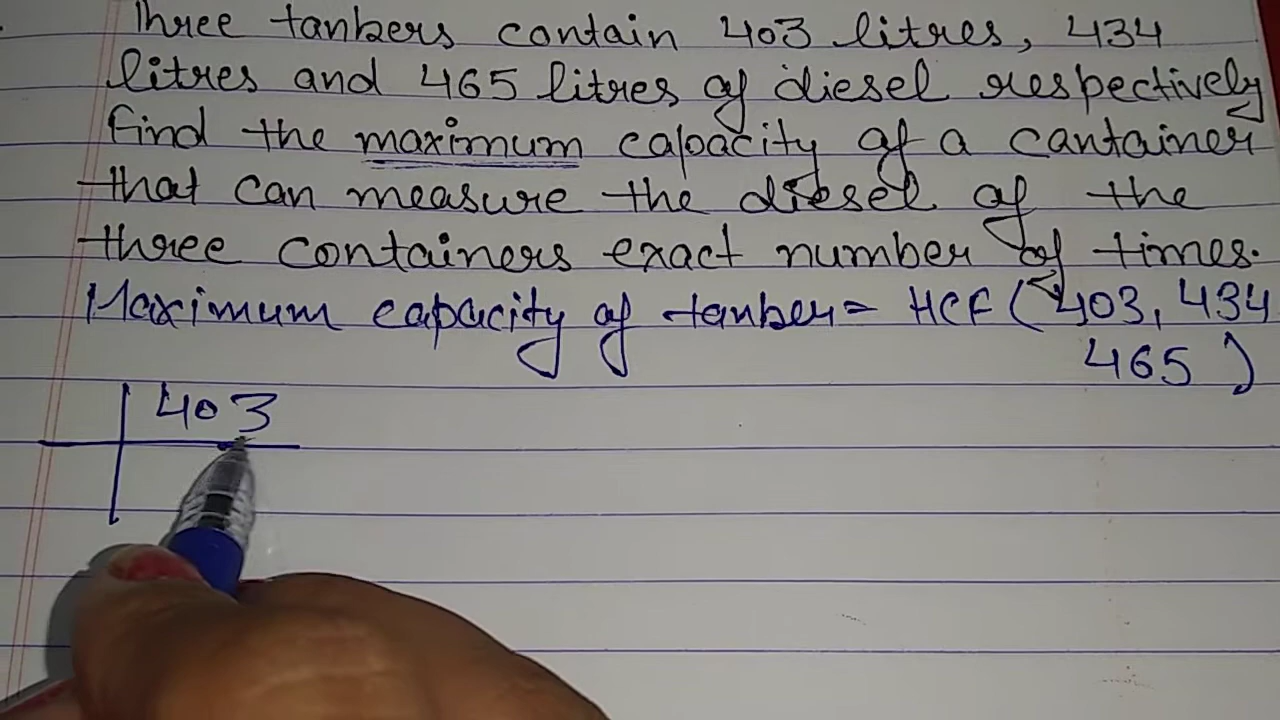 Three tankers contain 403 litres, 434
litres and 465 litres of diesel respectively
find the maximum capacity of a cantainer
that can measure the diesel of the
three containers exact number of times.
Maximum capacity of tanker = HCF (403, 434
465)
403